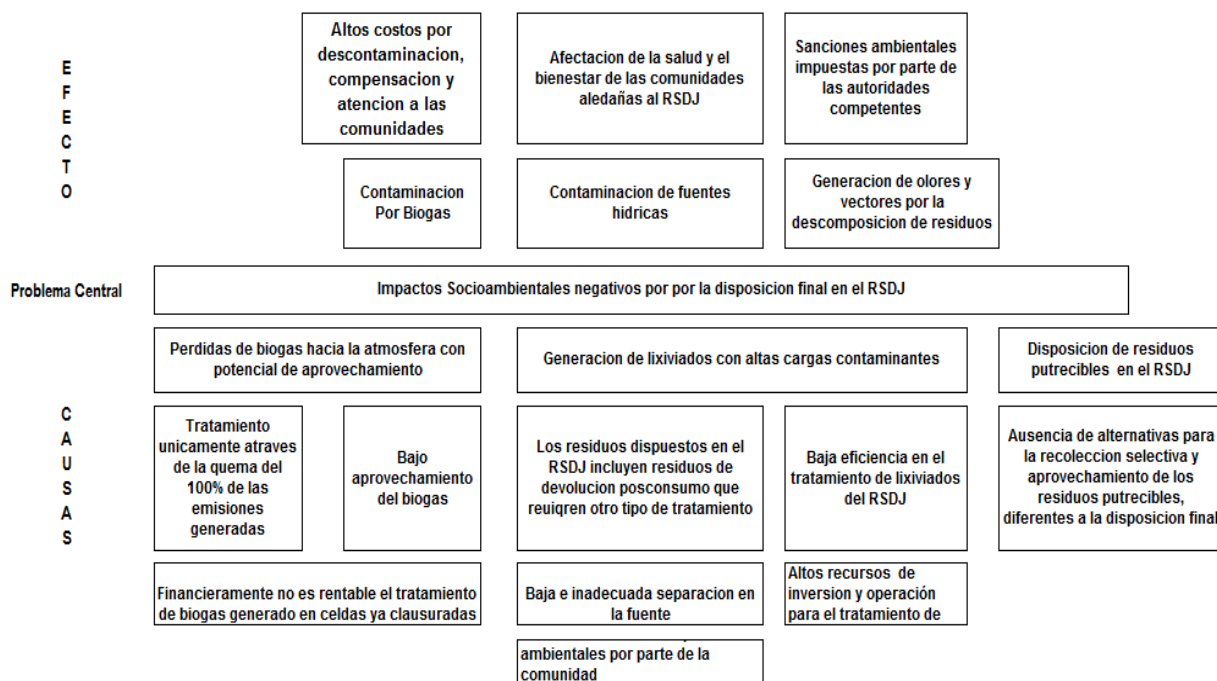 E
F
E
C
T
O
Altos costos por
descontaminacion,
compensacion y
atencion a las
comunidades
Afectacion de la salud y el
bienestar de las comunidades
aledañas al RSDJ
Sanciones ambientales
impuestas por parte de
las autoridades
competentes
Contaminacion
Por Biogas
Contaminacion de fuentes
hidricas
Generacion de olores y
vectores por la
descomposicion de residuos
Problema Central
Impactos Socioambientales negativos por por la disposicion final en el RSDJ
C
A
U
S
A
S
Perdidas de biogas hacia la atmosfera con
potencial de aprovechamiento
Generacion de lixiviados con altas cargas contaminantes
Disposicion de residuos
putrecibles en el RSDJ
Tratamiento
unicamente atraves
de la quema del
100% de las
emisiones
generadas
Bajo
aprovechamiento
del biogas
Los residuos dispuestos en el
RSDJ incluyen residuos de
devolucion posconsumo que
reuiqren otro tipo de tratamiento
Baja eficiencia en el
tratamiento de lixiviados
del RSDJ
Ausencia de alternativas para
la recoleccion selectiva y
aprovechamiento de los
residuos putrecibles,
diferentes a la disposicion final
Financieramente no es rentable el tratamiento
de biogas generado en celdas ya clausuradas
Baja e inadecuada separacion en
la fuente
Altos recursos de
inversion y operación
para el tratamiento de
ambientales por parte de la
comunidad